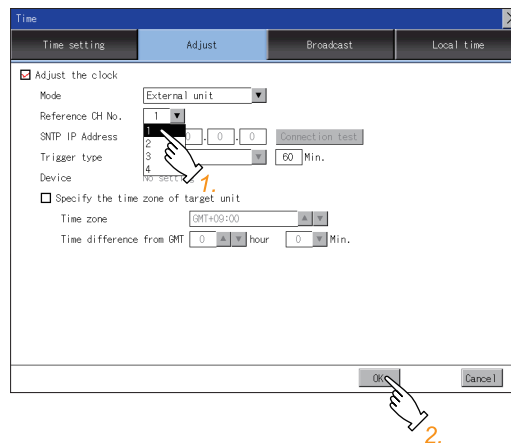 Time
Time setting Adjust Broadcast Local time
Adjust the clock
Mode External unit
Reference CH No. 1
1
2
3
4
SNTP IP Address 0 . 0 . 0 Connection test
Trigger type 60 Min.
Device No setting
1.
Specify the time zone of target unit
Time zone GMT+09:00
Time difference from GMT 0 hour 0 Min.
OK Cancel
2.